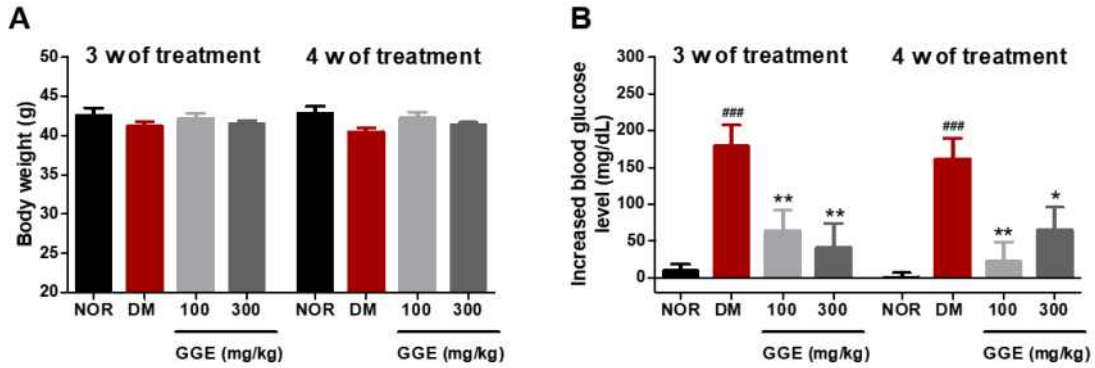 A
3 w of treatment
4 w of treatment
Body weight (g)
50
45
40
35
30
25
20
NOR DM 100 300 NOR DM 100 300
GGE (mg/kg) GGE (mg/kg)
B
3 w of treatment
4 w of treatment
Increased blood glucose
level (mg/dL)
300
250
200
150
100
50
0
###
**
**
###
**
*
NOR DM 100 300 NOR DM 100 300
GGE (mg/kg) GGE (mg/kg)